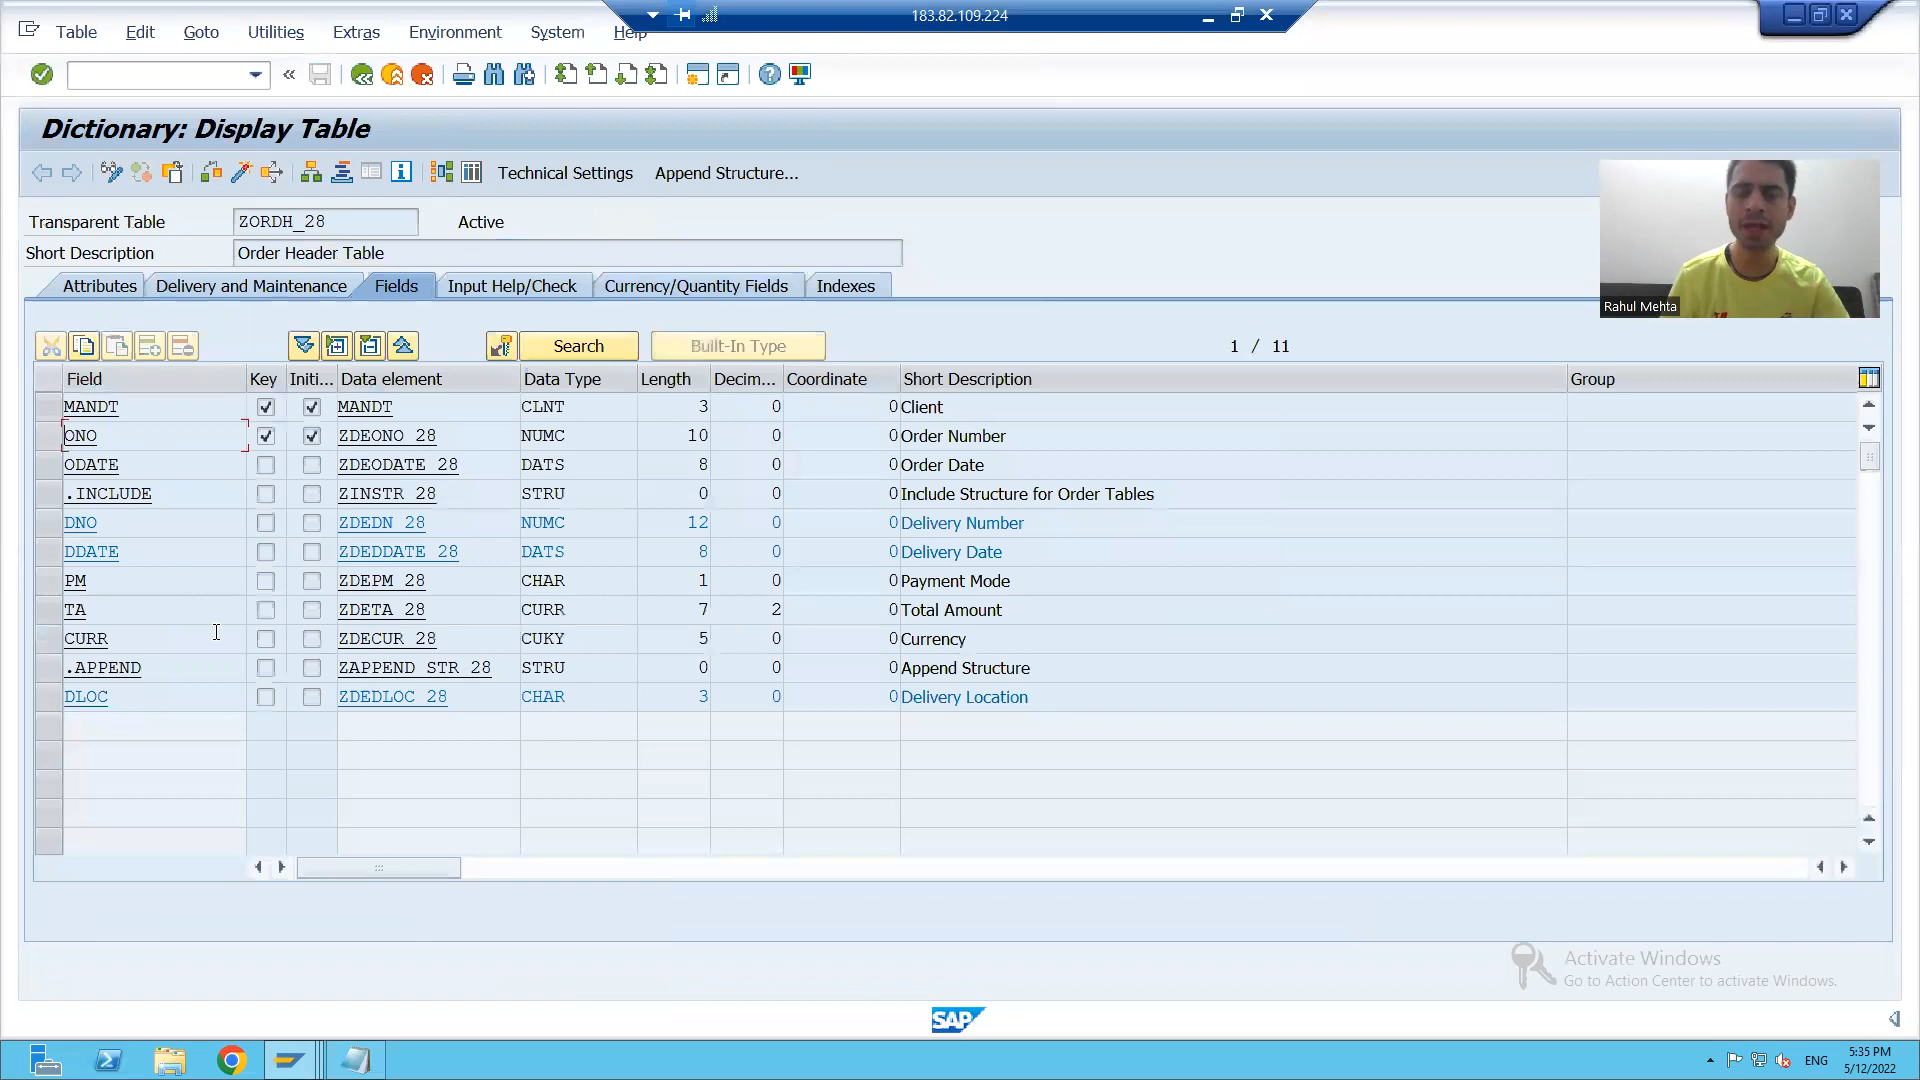 183.82.109.224
Table Edit Goto Utilities Extras Environment System Help
«
Dictionary: Display Table
Technical Settings Append Structure...
Transparent Table ZORDH_28 Active
Short Description Order Header Table
Attributes Delivery and Maintenance Fields Input Help/Check Currency/Quantity Fields Indexes
Search Built-In Type 1 / 11
Field Key Initi... Data element Data Type Length Decim... Coordinate Short Description Group
MANDT MANDT CLNT 3 0 0 Client
ONO ZDEONO_28 NUMC 10 0 0 Order Number
ODATE ZDEODATE_28 DATS 8 0 0 Order Date
.INCLUDE ZINSTR_28 STRU 0 0 0 Include Structure for Order Tables
DNO ZDEDN_28 NUMC 12 0 0 Delivery Number
DDATE ZDEDDATE_28 DATS 8 0 0 Delivery Date
PM ZDEPM_28 CHAR 1 0 0 Payment Mode
TA ZDETA_28 CURR 7 2 0 Total Amount
CURR ZDECUR_28 CUKY 5 0 0 Currency
.APPEND ZAPPEND_STR_28 STRU 0 0 0 Append Structure
DLOC ZDEDLOC_28 CHAR 3 0 0 Delivery Location
Rahul Mehta
Activate Windows
Go to Action Center to activate Windows.
SAP
ENG 5:35 PM
5/12/2022